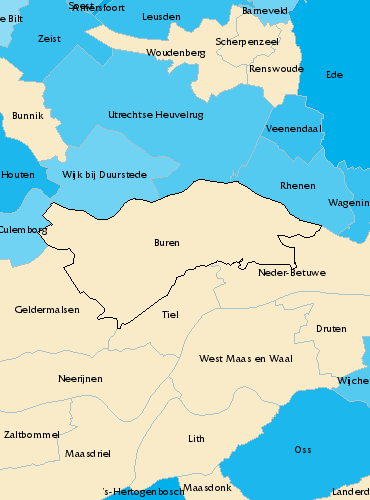 Soest
Amersfoort
Barneveld
e Bilt
Leusden
Zeist
Scherpenzeel
Woudenberg
Renswoude
Ede
Bunnik
Utrechtse Heuvelrug
Veenendaal
Houten
Wijk bij Duurstede
Rhenen
Wagenin
Culemborg
Buren
Neder-Betuwe
Geldermalsen
Tiel
Druten
West Maas en Waal
Neerijnen
Wijche
Zaltbommel
Lith
Maasdriel
Oss
's-Hertogenbosch
Maasdonk
Landerd